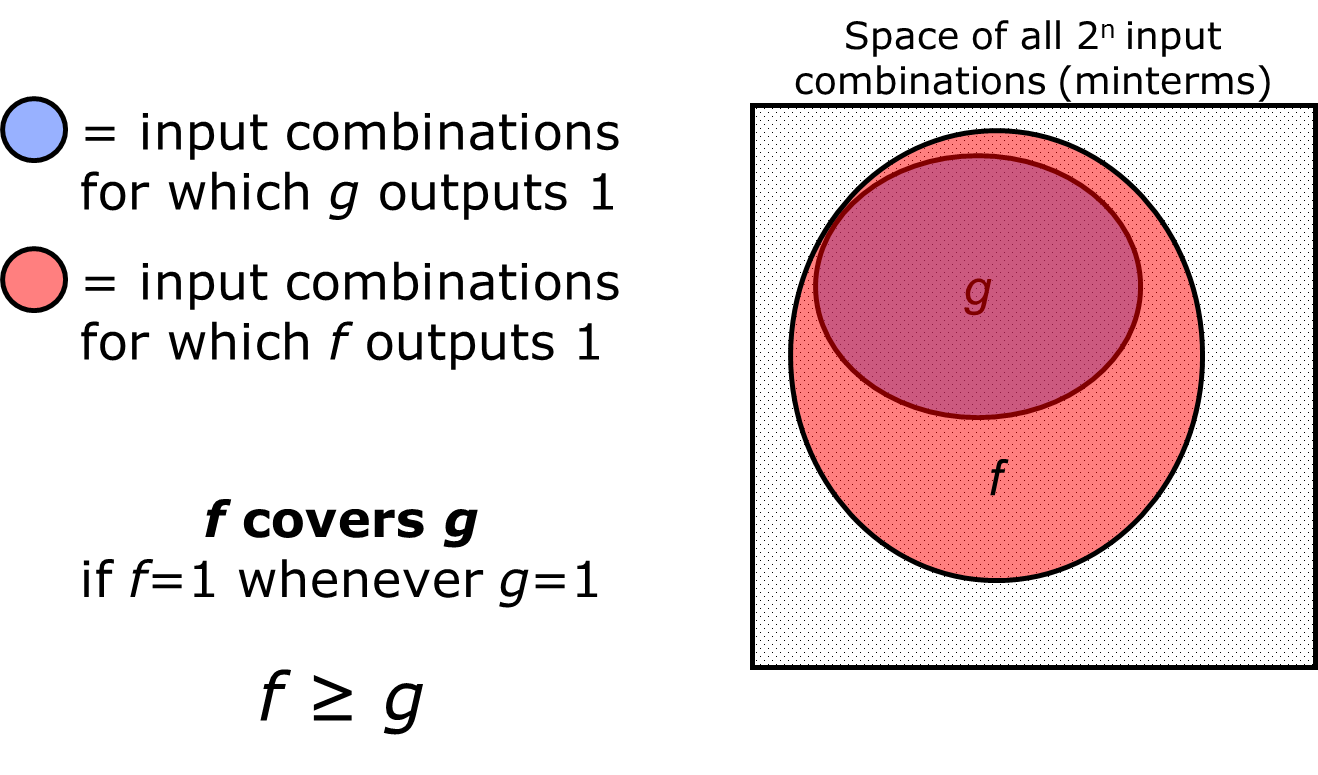 Space of all 2ⁿ input
combinations (minterms)
= input combinations
for which g outputs 1
= input combinations
for which f outputs 1
g
f
f covers g
if f=1 whenever g=1
f ≥ g